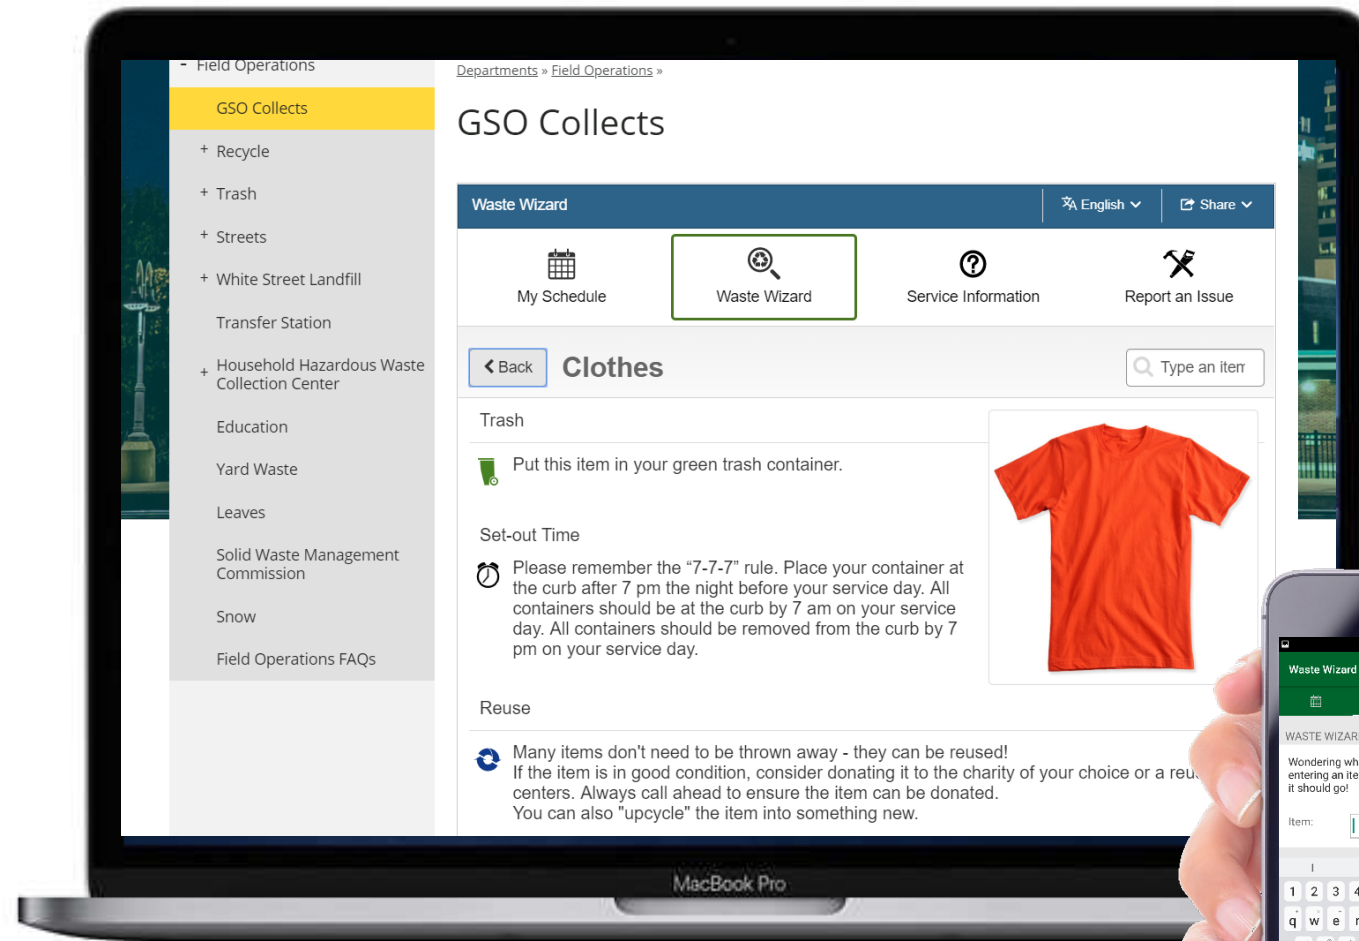 - Field Operations
GSO Collects
+ Recycle
+ Trash
+ Streets
+ White Street Landfill
Transfer Station
+ Household Hazardous Waste
Collection Center
Education
Yard Waste
Leaves
Solid Waste Management
Commission
Snow
Field Operations FAQs
Departments » Field Operations »
GSO Collects
Waste Wizard
English
Share
My Schedule
Waste Wizard
Service Information
Report an Issue
Back
Clothes
Type an item
Trash
Put this item in your green trash container.
Set-out Time
Please remember the “7-7-7” rule. Place your container at
the curb after 7 pm the night before your service day. All
containers should be at the curb by 7 am on your service
day. All containers should be removed from the curb by 7
pm on your service day.
Reuse
Many items don't need to be thrown away - they can be reused!
If the item is in good condition, consider donating it to the charity of your choice or a
centers. Always call ahead to ensure the item can be donated.
You can also "upcycle" the item into something new.
MacBook Pro
Waste Wizard
WASTE
Wondering
entering an
it should go!
Item:
I
1 2 3 4
q w e r